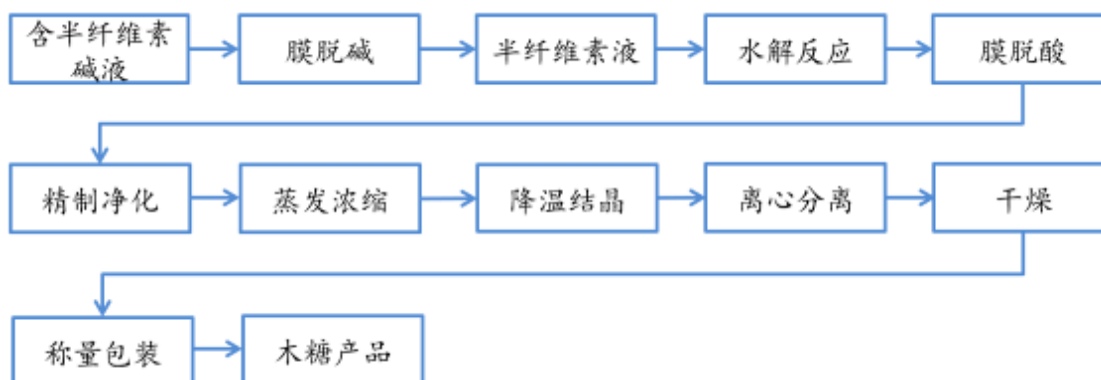 含半纤维素
碱液
膜脱碱
半纤维素液
水解反应
膜脱酸
精制净化
蒸发浓缩
降温结晶
离心分离
干燥
称量包装
木糖产品